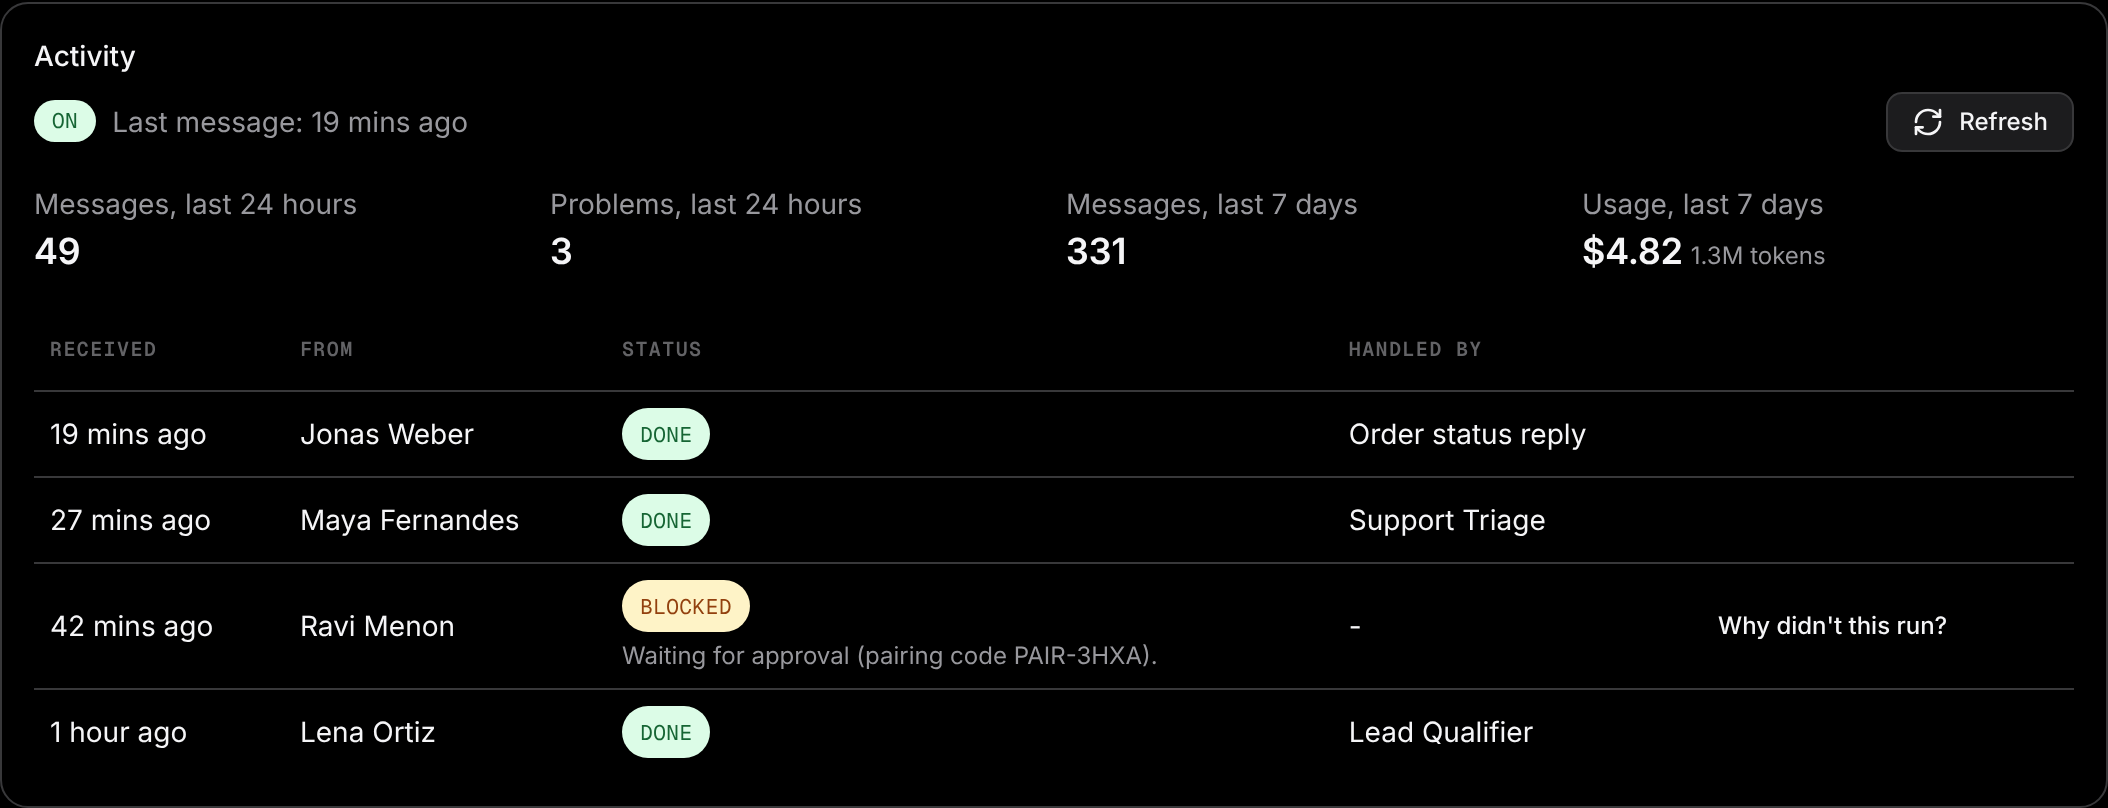 Activity
ON Last message: 19 mins ago
Refresh
Messages, last 24 hours
49
Problems, last 24 hours
3
Messages, last 7 days
331
Usage, last 7 days
$4.82 1.3M tokens
RECEIVED FROM STATUS HANDLED BY
19 mins ago Jonas Weber DONE Order status reply
27 mins ago Maya Fernandes DONE Support Triage
42 mins ago Ravi Menon BLOCKED - Why didn't this run?
Waiting for approval (pairing code PAIR-3HXA).
1 hour ago Lena Ortiz DONE Lead Qualifier